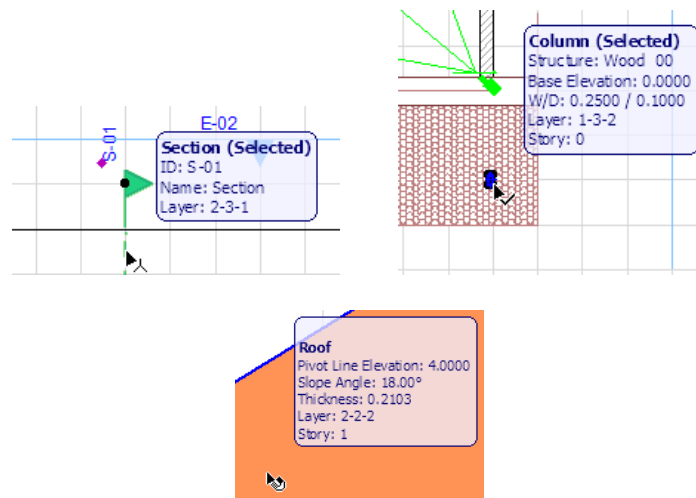 S-01
E-02
Section (Selected)
ID: S-01
Name: Section
Layer: 2-3-1
Column (Selected)
Structure: Wood 00
Base Elevation: 0.0000
W/D: 0.2500 / 0.1000
Layer: 1-3-2
Story: 0
Roof
Pivot Line Elevation: 4.0000
Slope Angle: 18.00°
Thickness: 0.2103
Layer: 2-2-2
Story: 1